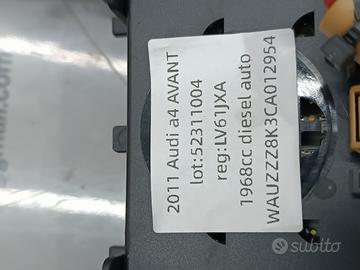 2011 Audi a4 AVANT
lot:52311004
reg:LV61JXA
1968cc diesel auto
WAUZZZ8K3CA012954
subito